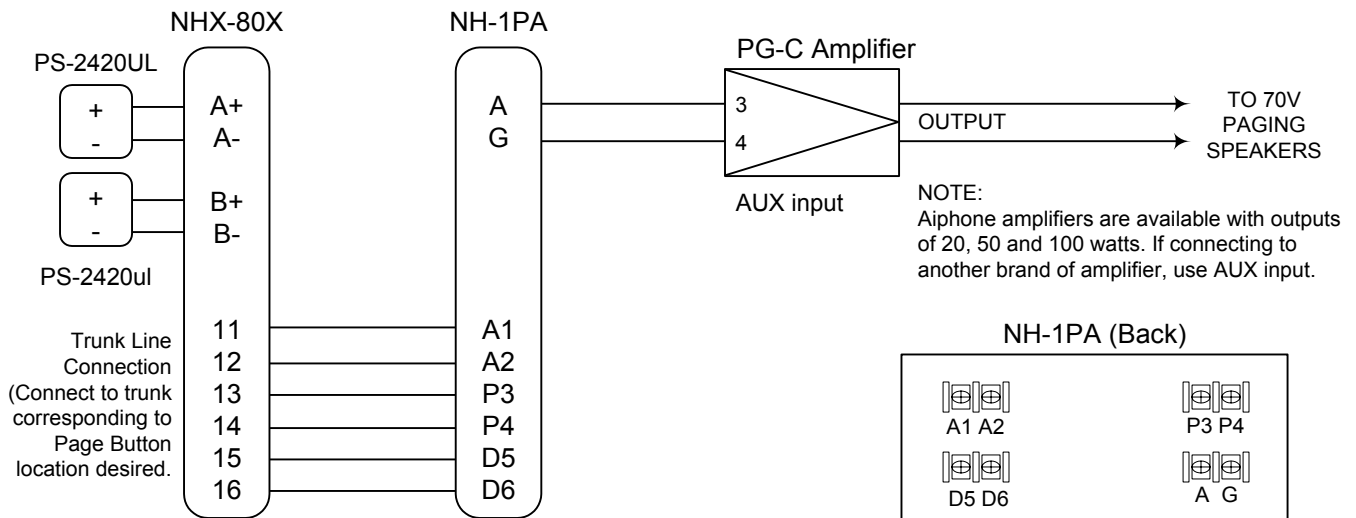 NHX-80X
NH-1PA
PG-C Amplifier
PS-2420UL
+
-
A+
A-
+
-
B+
B-
PS-2420ul
A
G
3
4
OUTPUT
TO 70V
PAGING
SPEAKERS
AUX input
NOTE:
Aiphone amplifiers are available with outputs
of 20, 50 and 100 watts. If connecting to
another brand of amplifier, use AUX input.
Trunk Line
Connection
(Connect to trunk
corresponding to
Page Button
location desired.
11
12
13
14
15
16
A1
A2
P3
P4
D5
D6
NH-1PA (Back)
A1 A2
P3 P4
D5 D6
A G